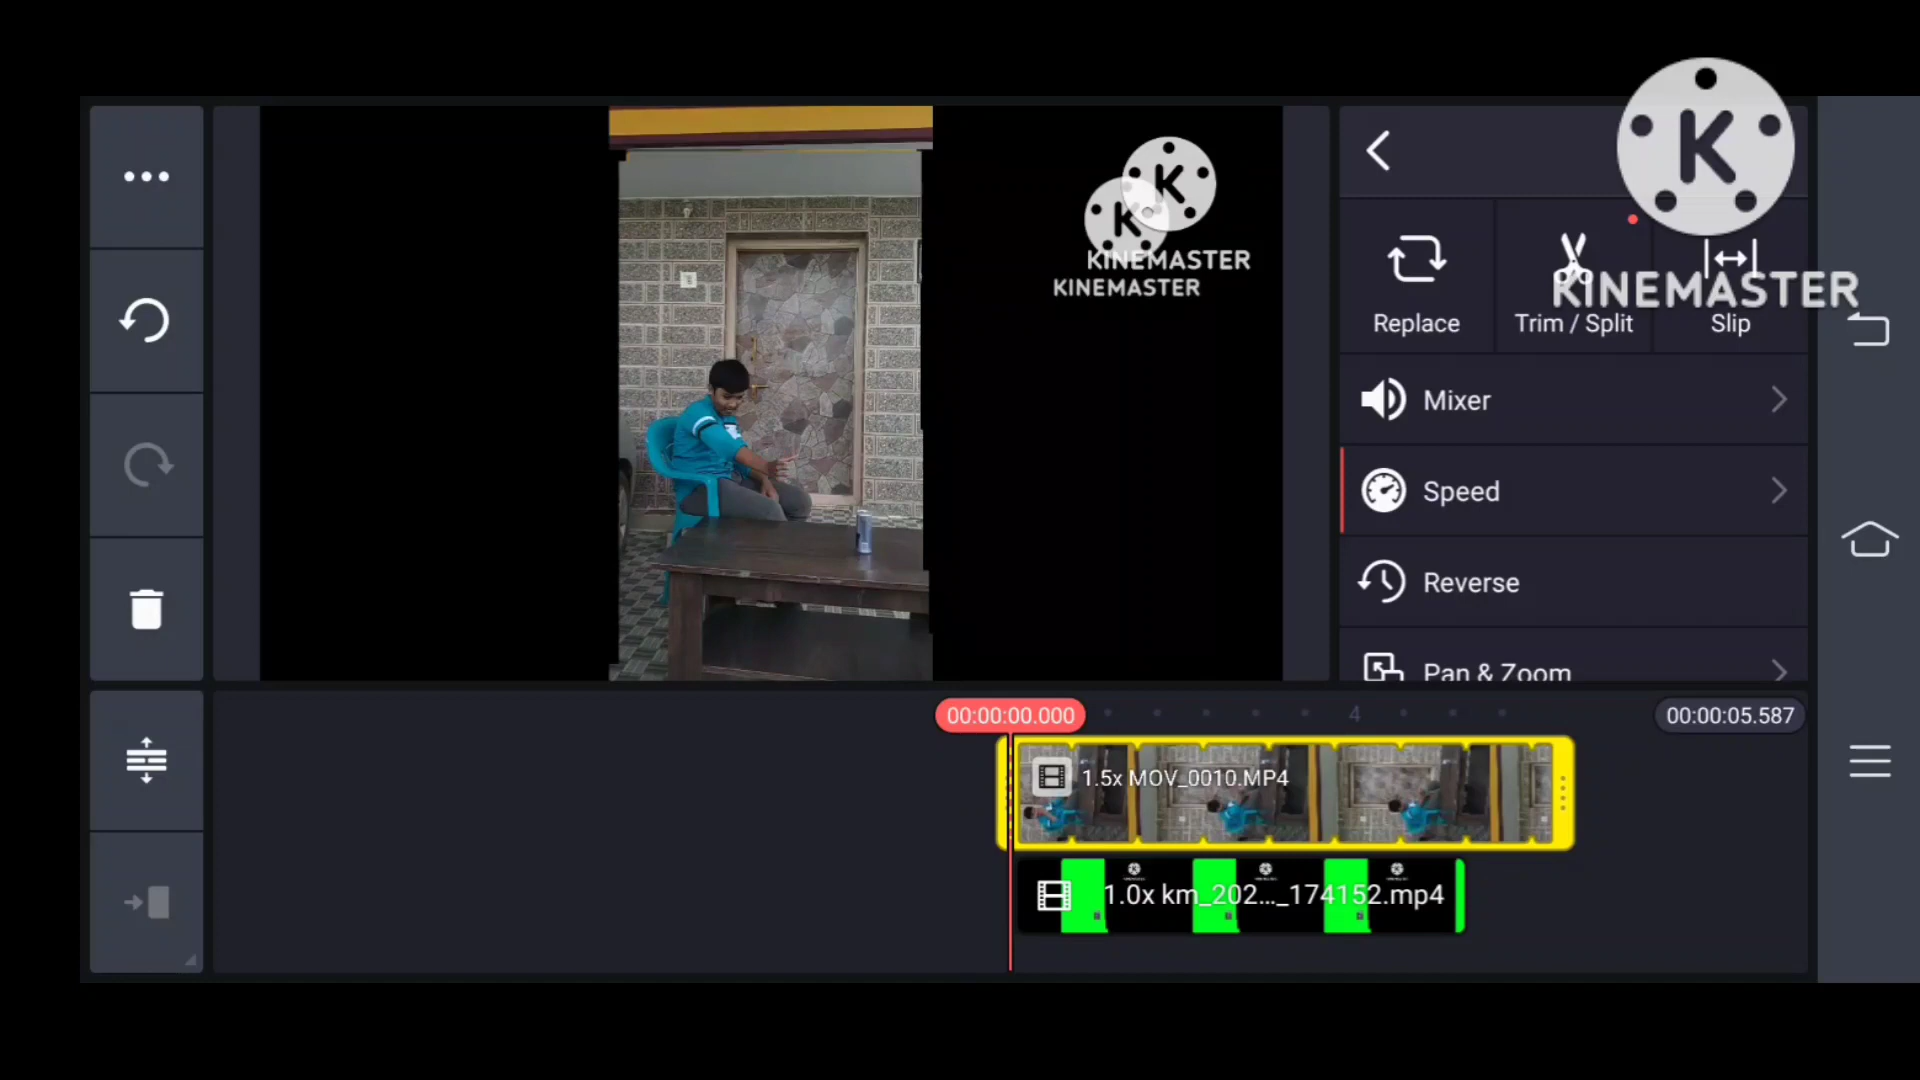 K
K
KINEMASTER
K
KINEMASTER
KINEMASTER
Replace
Trim / Split
Slip
Mixer
Speed
Reverse
Pan & Zoom
00:00:00.000
4
00:00:05.587
1.5x MOV_0010.MP4
1.0x km_202..._174152.mp4